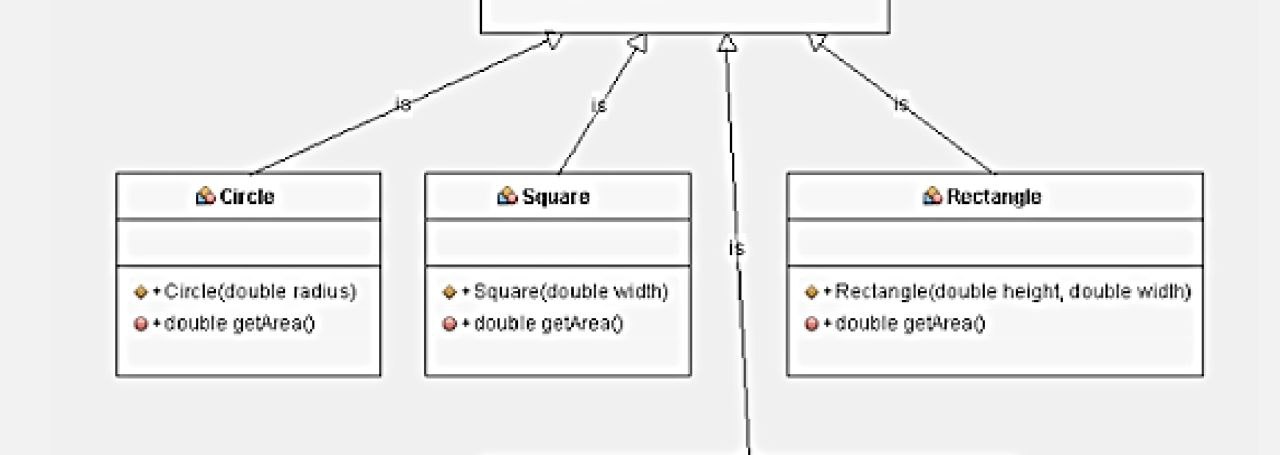 is
is
is
Circle
Square
Rectangle
is
+Circle(double radius)
+double getArea()
+Square(double width)
+double getArea()
+Rectangle(double height, double width)
+double getArea()